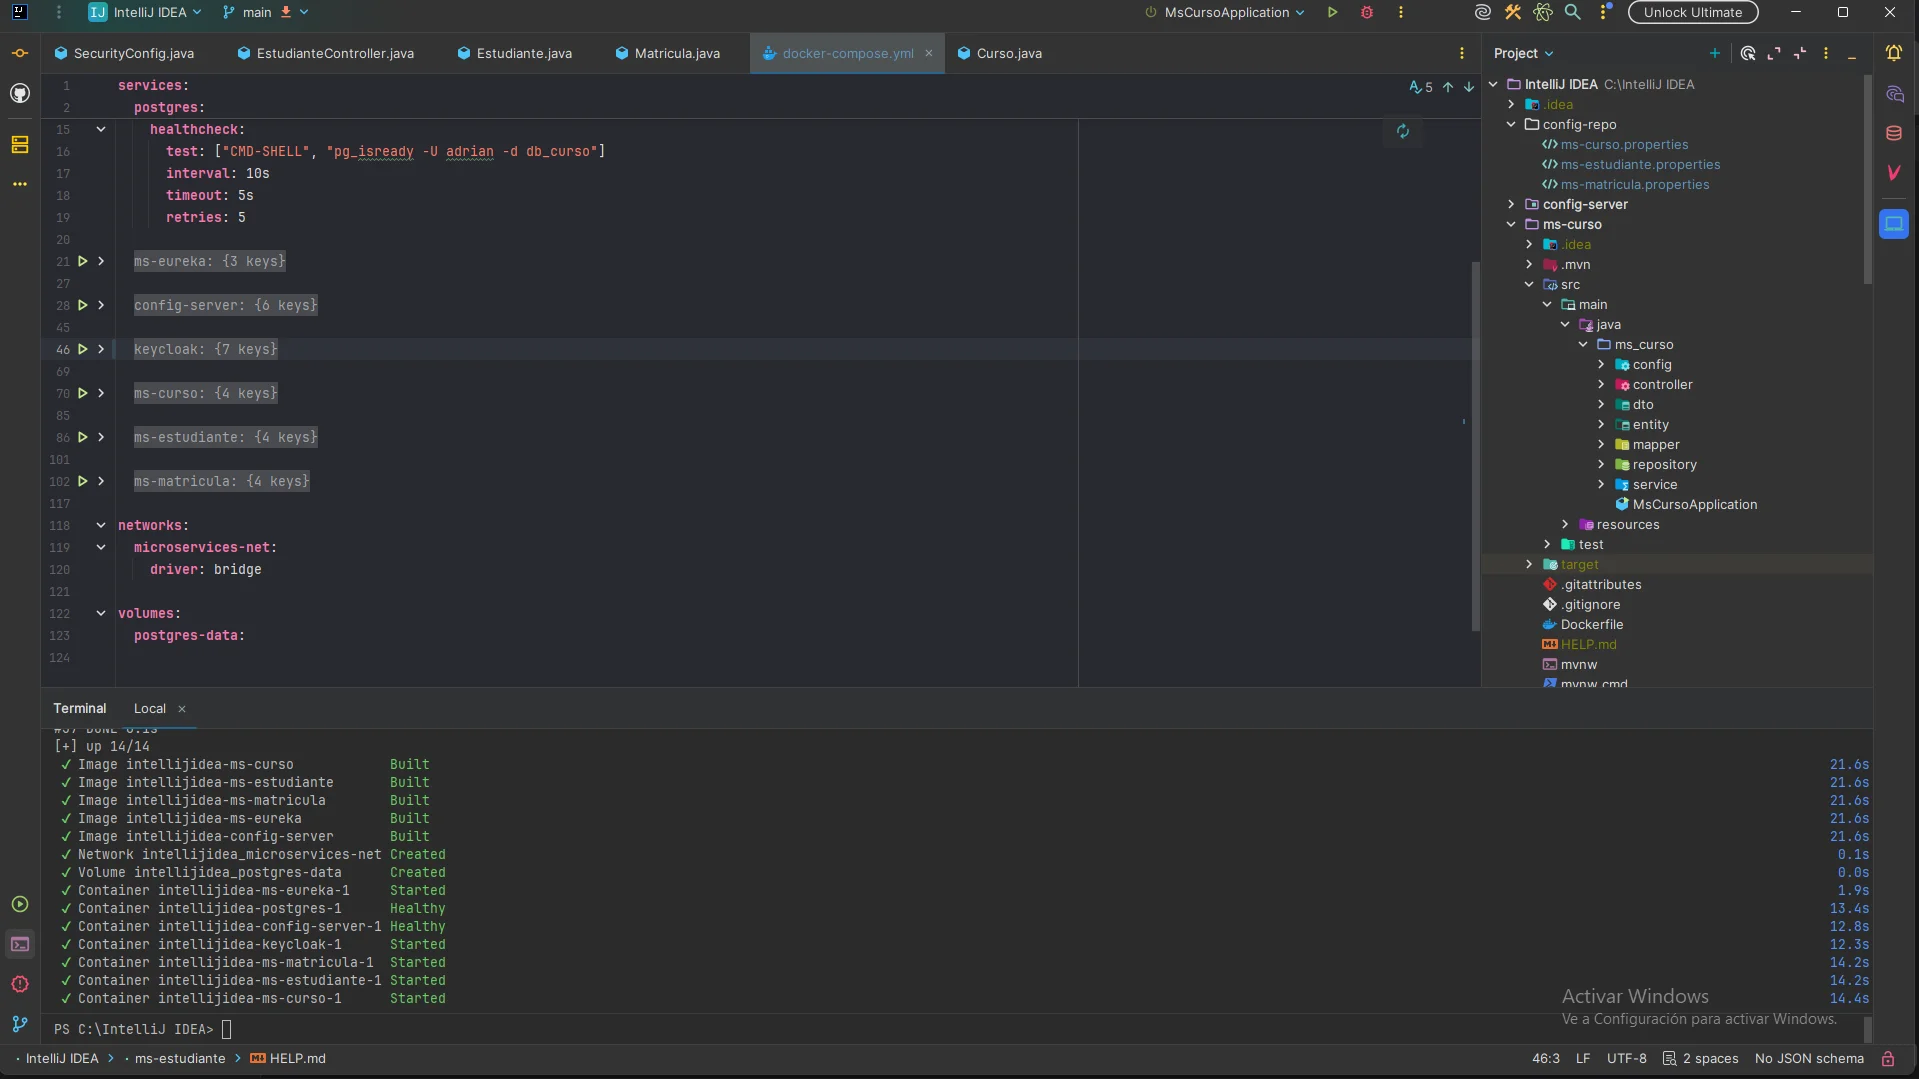 IJ IntelliJ IDEA main MsCursoApplication Unlock Ultimate
SecurityConfig.java EstudianteController.java Estudiante.java Matricula.java docker-compose.yml Curso.java
1 services:
2 postgres:
15 healthcheck:
16 test: ["CMD-SHELL", "pg_isready -U adrian -d db_curso"]
17 interval: 10s
18 timeout: 5s
19 retries: 5
20
21 ms-eureka: {3 keys}
27
28 config-server: {6 keys}
45
46 keycloak: {7 keys}
69
70 ms-curso: {4 keys}
85
86 ms-estudiante: {4 keys}
101
102 ms-matricula: {4 keys}
117
118 networks:
119 microservices-net:
120 driver: bridge
121
122 volumes:
123 postgres-data:
124
5
Project
IntelliJ IDEA C:\IntelliJ IDEA
.idea
config-repo
ms-curso.properties
ms-estudiante.properties
ms-matricula.properties
config-server
ms-curso
.idea
.mvn
src
main
java
ms_curso
config
controller
dto
entity
mapper
repository
service
MsCursoApplication
resources
test
target
.gitattributes
.gitignore
Dockerfile
HELP.md
mvnw
mvnw.cmd
Terminal Local
[+] up 14/14
✓ Image intellijidea-ms-curso Built 21.6s
✓ Image intellijidea-ms-estudiante Built 21.6s
✓ Image intellijidea-ms-matricula Built 21.6s
✓ Image intellijidea-ms-eureka Built 21.6s
✓ Image intellijidea-config-server Built 21.6s
✓ Network intellijidea_microservices-net Created 0.1s
✓ Volume intellijidea_postgres-data Created 0.0s
✓ Container intellijidea-ms-eureka-1 Started 1.9s
✓ Container intellijidea-postgres-1 Healthy 13.4s
✓ Container intellijidea-config-server-1 Healthy 12.8s
✓ Container intellijidea-keycloak-1 Started 12.3s
✓ Container intellijidea-ms-matricula-1 Started 14.2s
✓ Container intellijidea-ms-estudiante-1 Started 14.2s
✓ Container intellijidea-ms-curso-1 Started 14.4s
PS C:\IntelliJ IDEA>
Activar Windows
Ve a Configuración para activar Windows.
IntelliJ IDEA > ms-estudiante > HELP.md 46:3 LF UTF-8 2 spaces No JSON schema